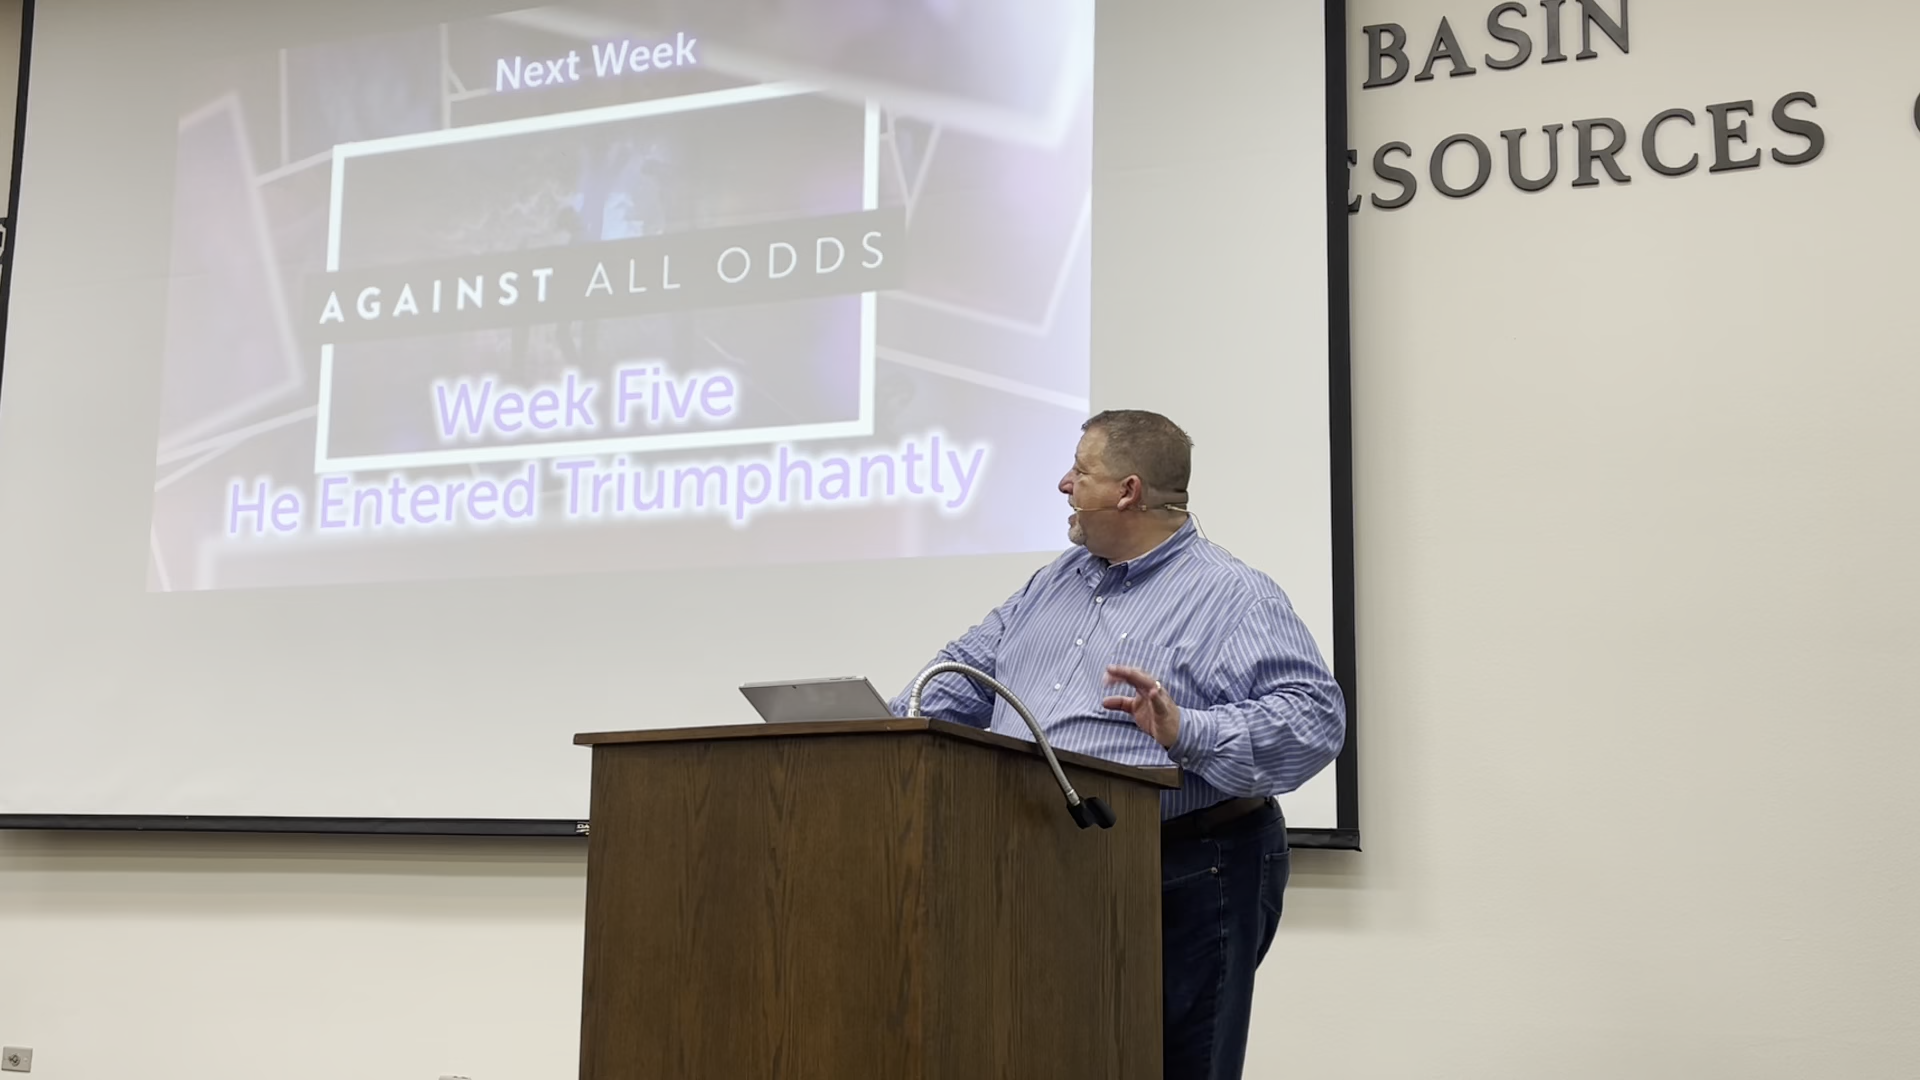 Next Week
AGAINST ALL ODDS
Week Five
He Entered Triumphantly
BASIN
ESOURCES